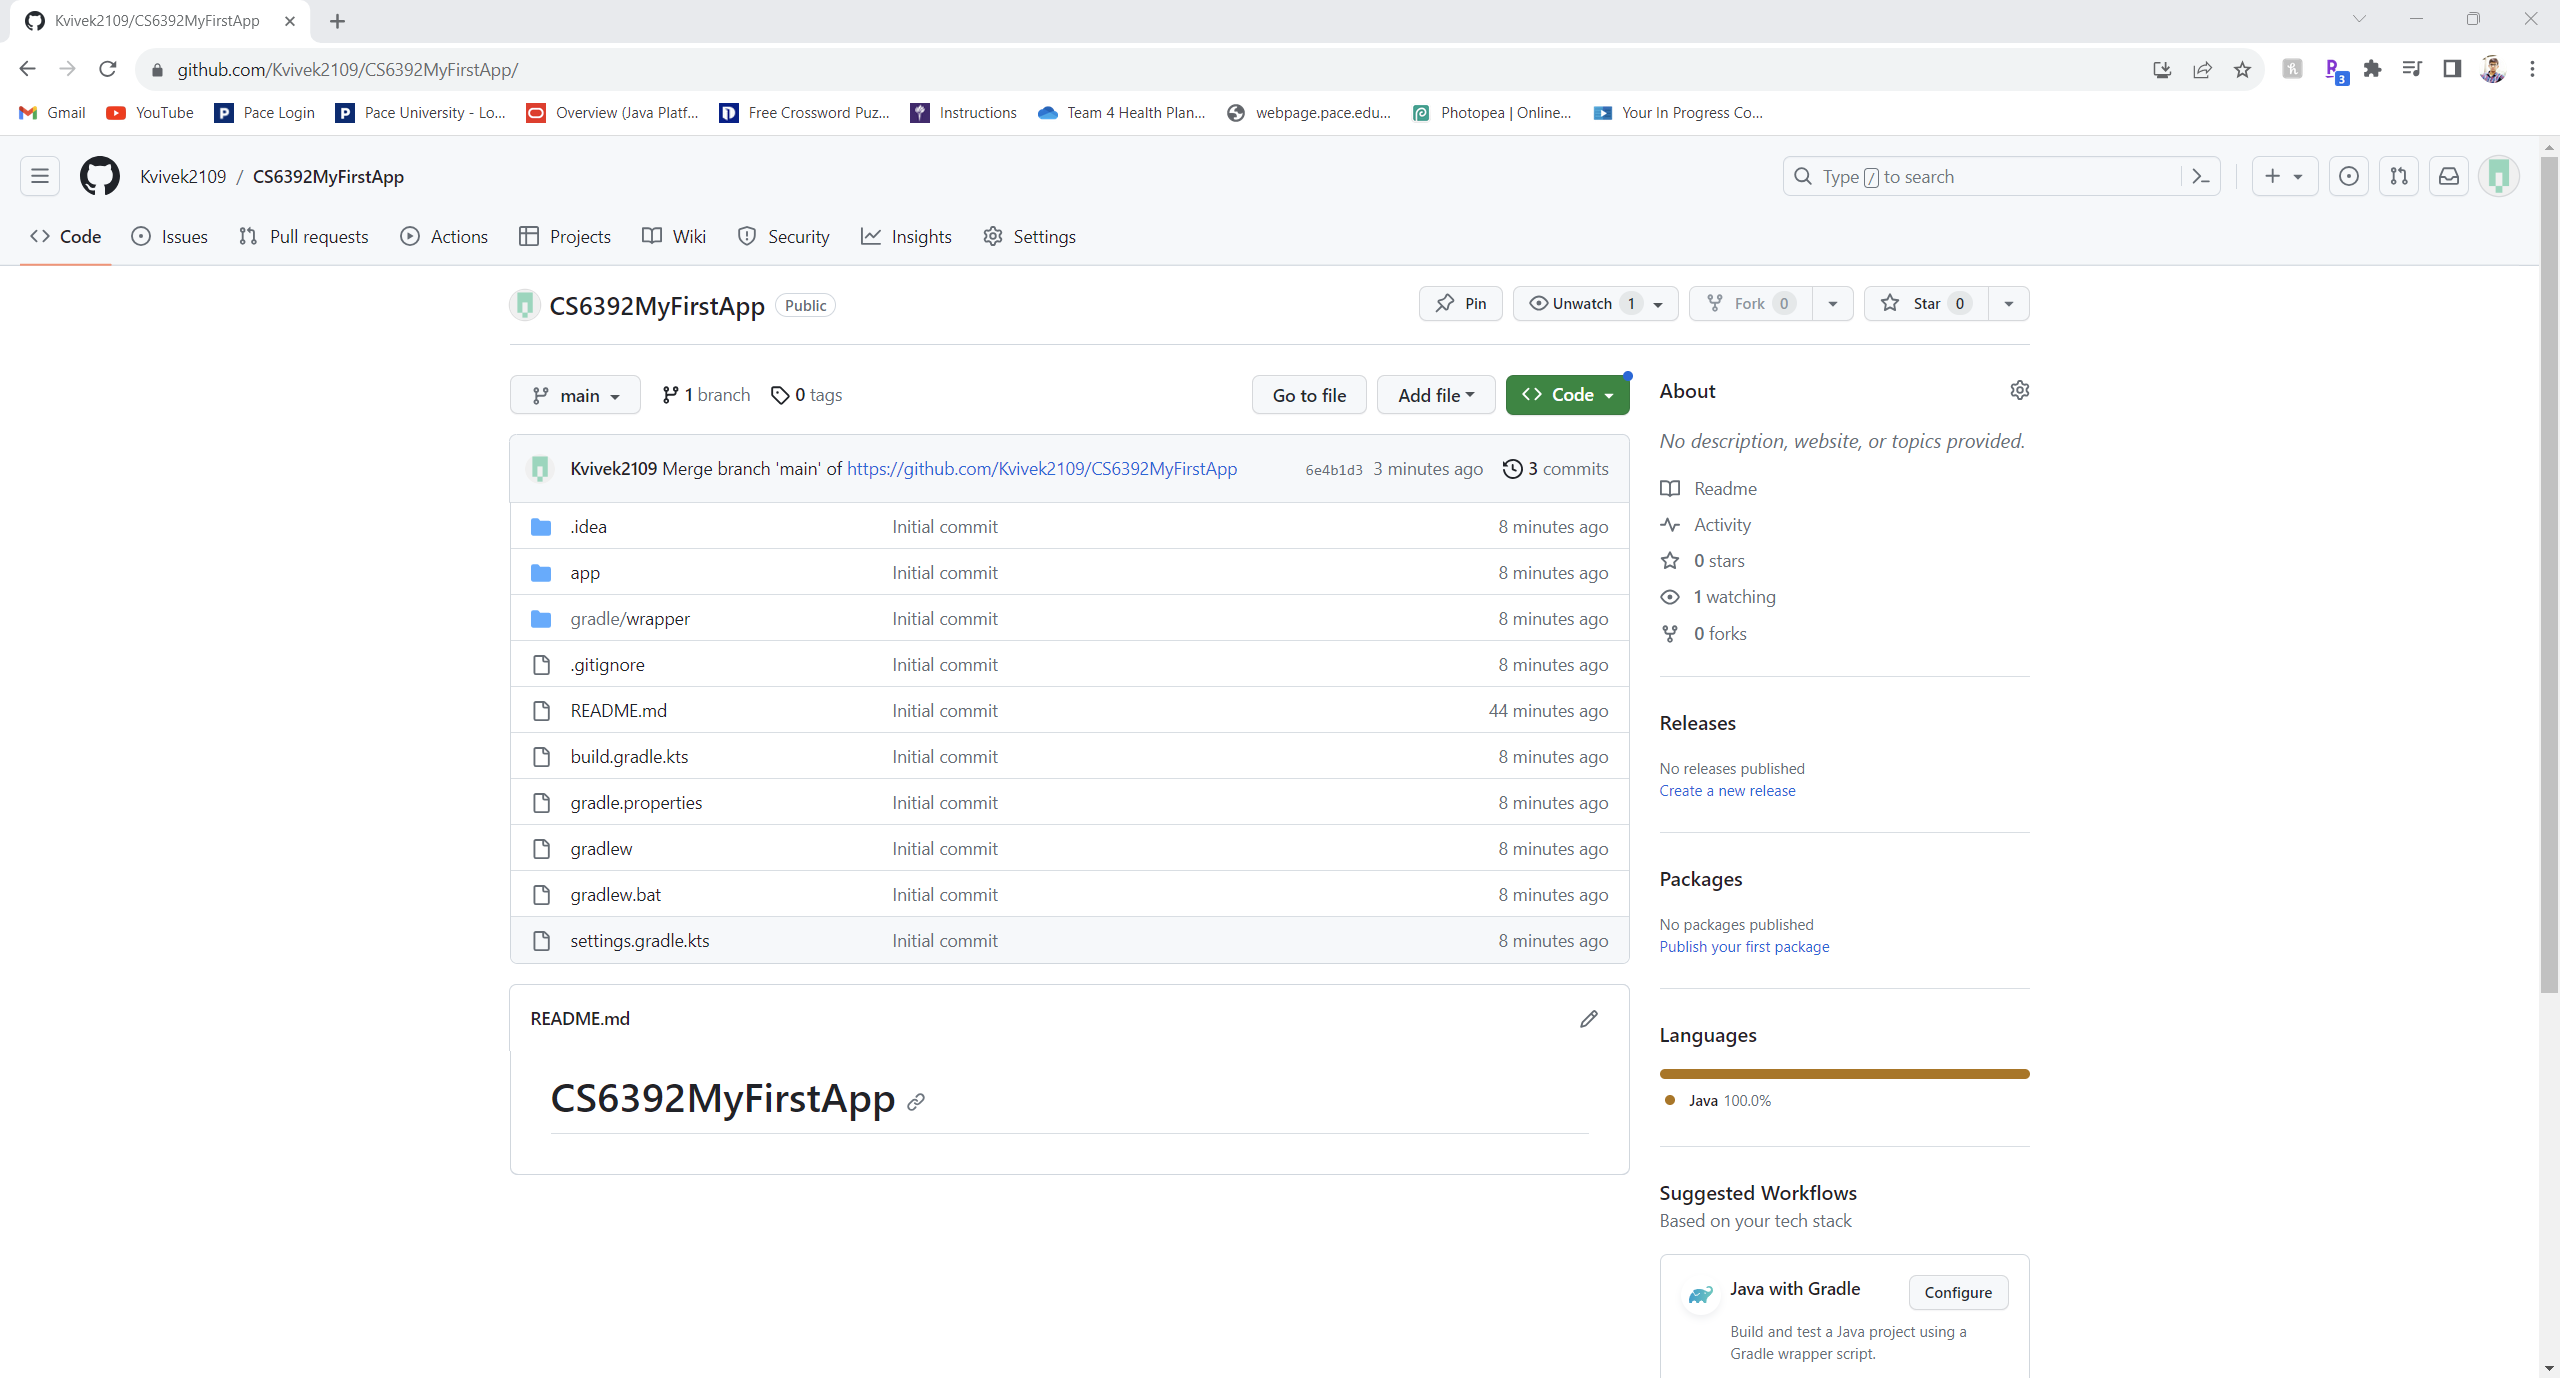 Kvivek2109/CS6392MyFirstApp
github.com/Kvivek2109/CS6392MyFirstApp/
3
Gmail YouTube Pace Login Pace University - Lo... Overview (Java Platf... Free Crossword Puz... Instructions Team 4 Health Plan... webpage.pace.edu... Photopea | Online... Your In Progress Co...
Kvivek2109 / CS6392MyFirstApp Type / to search
Code Issues Pull requests Actions Projects Wiki Security Insights Settings
CS6392MyFirstApp Public Pin Unwatch 1 Fork 0 Star 0
main 1 branch 0 tags Go to file Add file Code
Kvivek2109 Merge branch 'main' of https://github.com/Kvivek2109/CS6392MyFirstApp 6e4b1d3 3 minutes ago 3 commits
.idea Initial commit 8 minutes ago
app Initial commit 8 minutes ago
gradle/wrapper Initial commit 8 minutes ago
.gitignore Initial commit 8 minutes ago
README.md Initial commit 44 minutes ago
build.gradle.kts Initial commit 8 minutes ago
gradle.properties Initial commit 8 minutes ago
gradlew Initial commit 8 minutes ago
gradlew.bat Initial commit 8 minutes ago
settings.gradle.kts Initial commit 8 minutes ago
README.md
CS6392MyFirstApp
About
No description, website, or topics provided.
Readme
Activity
0 stars
1 watching
0 forks
Releases
No releases published
Create a new release
Packages
No packages published
Publish your first package
Languages
Java 100.0%
Suggested Workflows
Based on your tech stack
Java with Gradle Configure
Build and test a Java project using a
Gradle wrapper script.